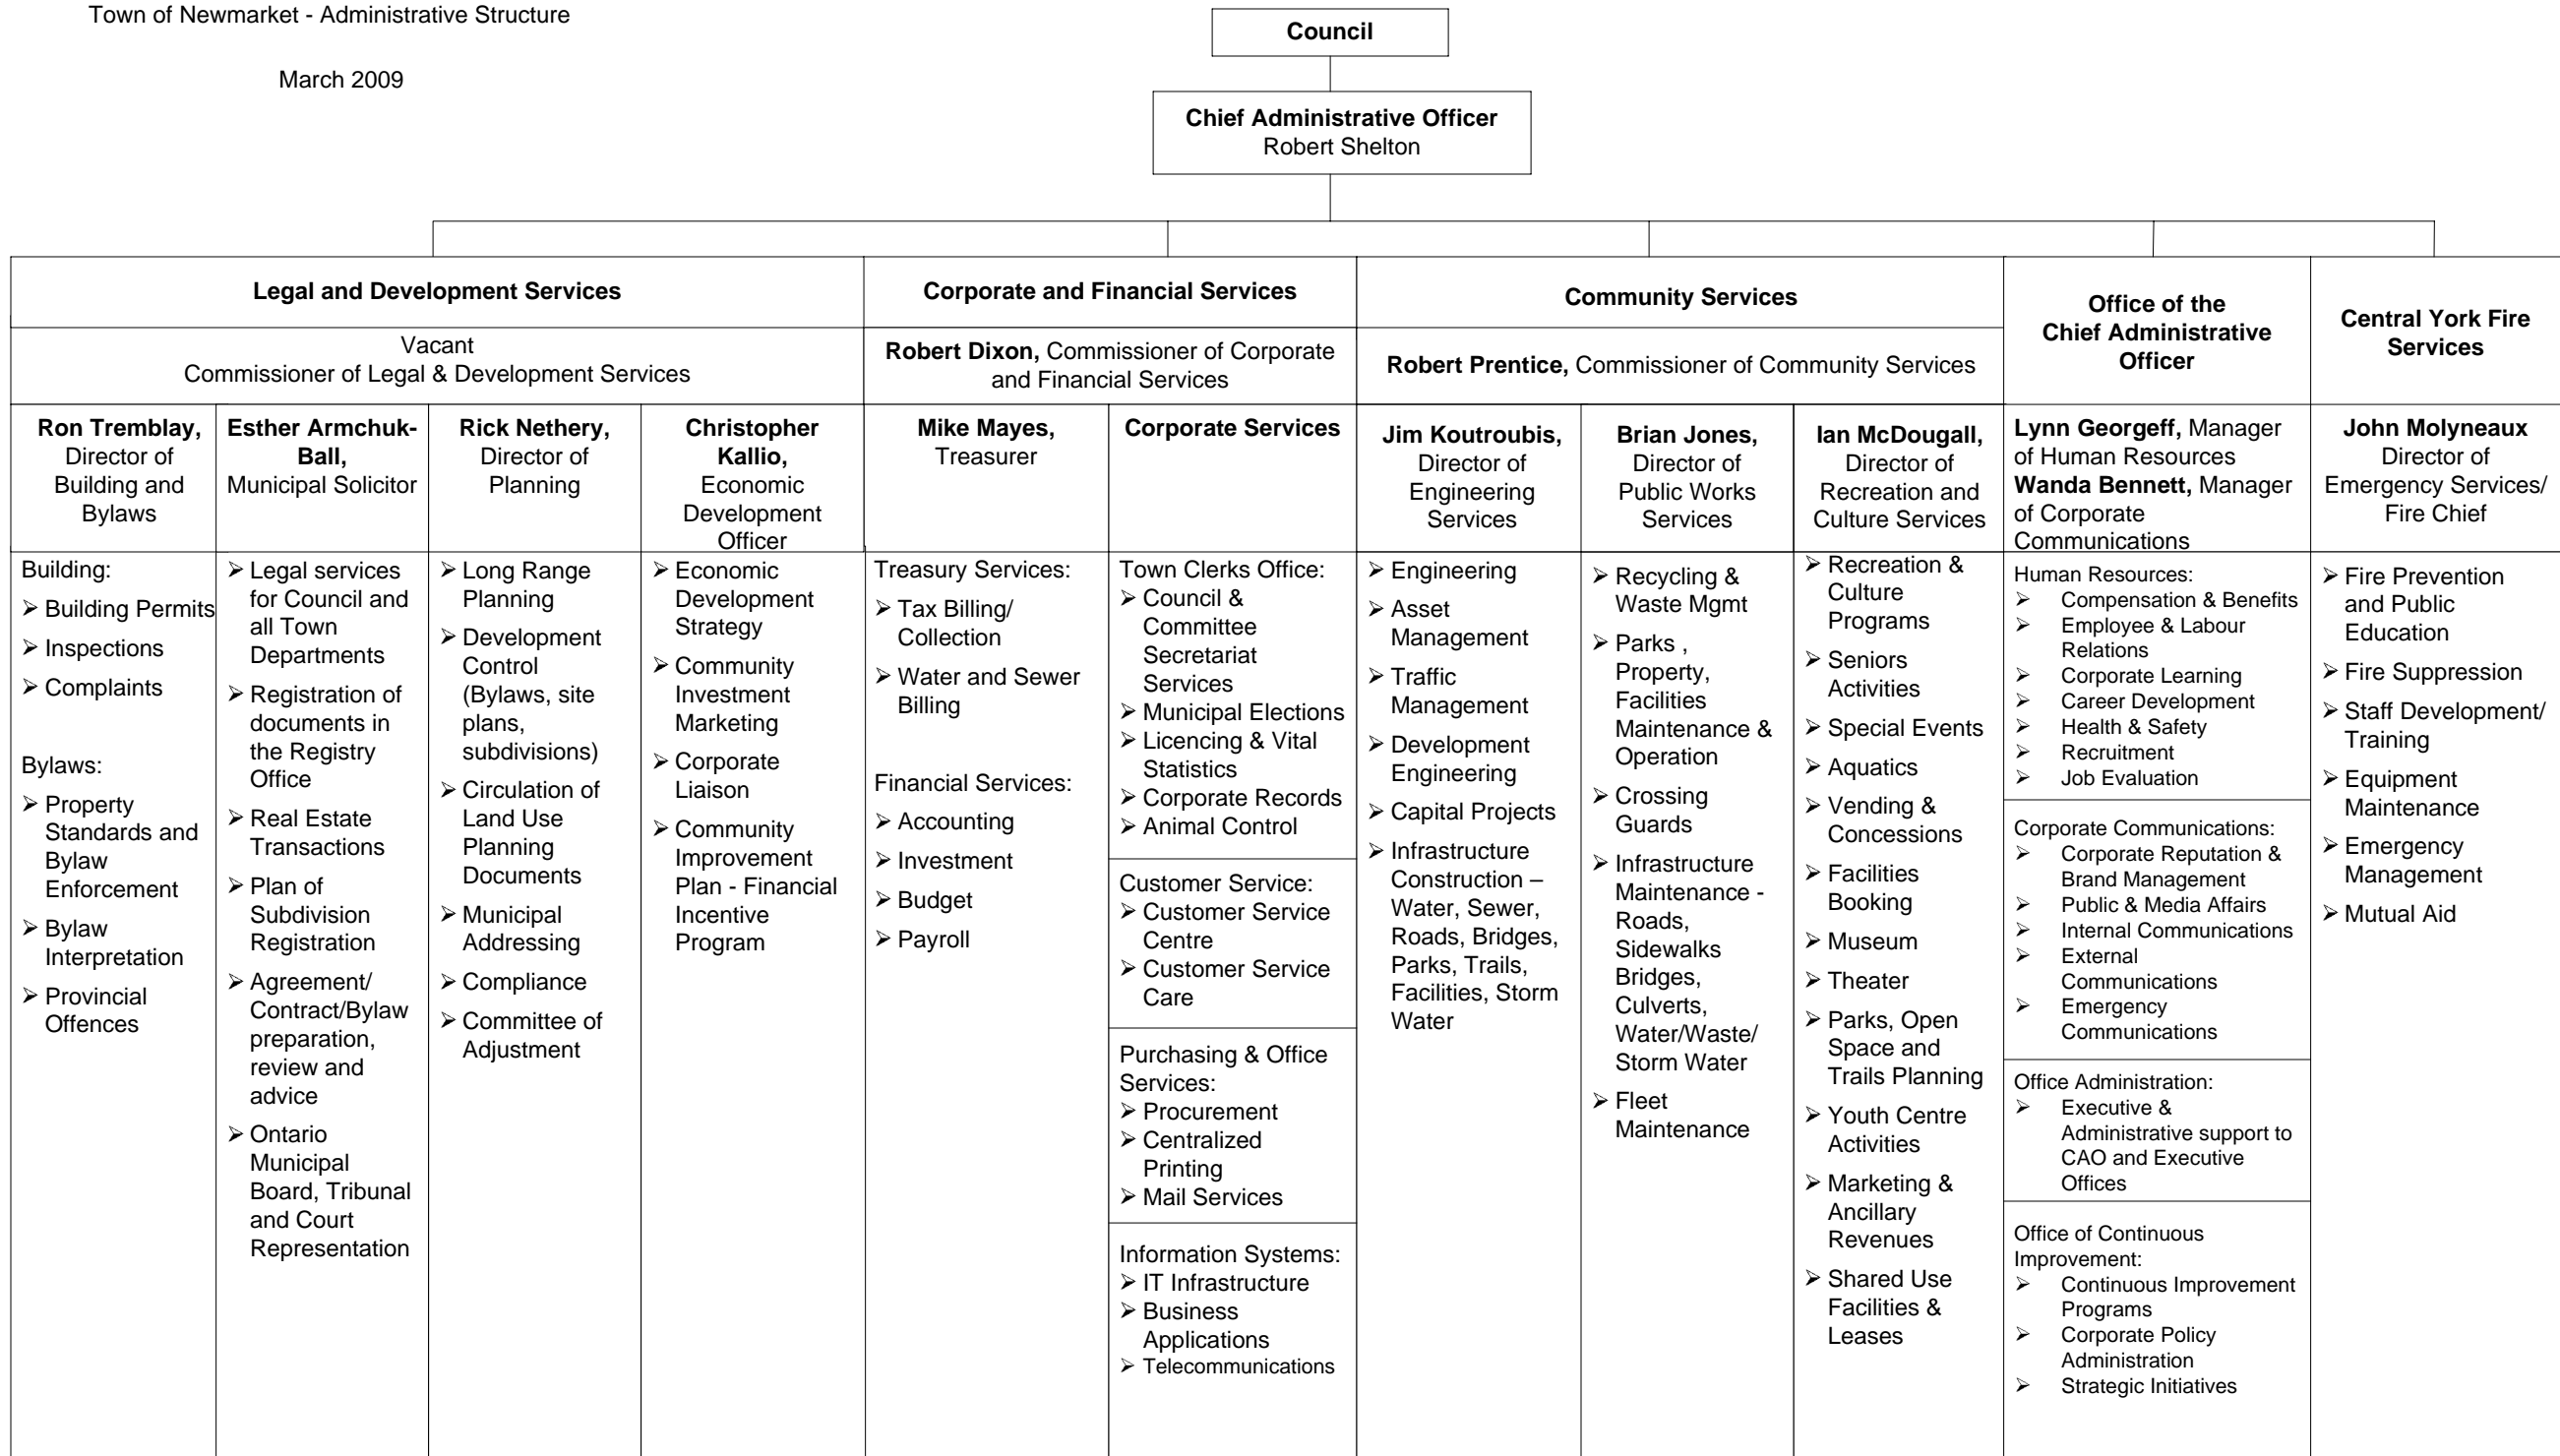 Town of Newmarket - Administrative Structure
March 2009
Council
Chief Administrative Officer
Robert Shelton
Legal and Development Services
Vacant
Commissioner of Legal & Development Services
Corporate and Financial Services
Robert Dixon, Commissioner of Corporate
and Financial Services
Community Services
Robert Prentice, Commissioner of Community Services
Office of the
Chief Administrative
Officer
Central York Fire
Services
Ron Tremblay,
Director of
Building and
Bylaws
Building:
➢ Building Permits
➢ Inspections
➢ Complaints
Bylaws:
➢ Property
Standards and
Bylaw
Enforcement
➢ Bylaw
Interpretation
➢ Provincial
Offences
Esther Armchuk-
Ball,
Municipal Solicitor
➢ Legal services
for Council and
all Town
Departments
➢ Registration of
documents in
the Registry
Office
➢ Real Estate
Transactions
➢ Plan of
Subdivision
Registration
➢ Agreement/
Contract/Bylaw
preparation,
review and
advice
➢ Ontario
Municipal
Board, Tribunal
and Court
Representation
Rick Nethery,
Director of
Planning
➢ Long Range
Planning
➢ Development
Control
(Bylaws, site
plans,
subdivisions)
➢ Circulation of
Land Use
Planning
Documents
➢ Municipal
Addressing
➢ Compliance
➢ Committee of
Adjustment
Christopher
Kallio,
Economic
Development
Officer
➢ Economic
Development
Strategy
➢ Community
Investment
Marketing
➢ Corporate
Liaison
➢ Community
Improvement
Plan - Financial
Incentive
Program
Mike Mayes,
Treasurer
Treasury Services:
➢ Tax Billing/
Collection
➢ Water and Sewer
Billing
Financial Services:
➢ Accounting
➢ Investment
➢ Budget
➢ Payroll
Corporate Services
Town Clerks Office:
➢ Council &
Committee
Secretariat
Services
➢ Municipal Elections
➢ Licencing & Vital
Statistics
➢ Corporate Records
➢ Animal Control
Customer Service:
➢ Customer Service
Centre
➢ Customer Service
Care
Purchasing & Office
Services:
➢ Procurement
➢ Centralized
Printing
➢ Mail Services
Information Systems:
➢ IT Infrastructure
➢ Business
Applications
➢ Telecommunications
Jim Koutroubis,
Director of
Engineering
Services
➢ Engineering
➢ Asset
Management
➢ Traffic
Management
➢ Development
Engineering
➢ Capital Projects
➢ Infrastructure
Construction –
Water, Sewer,
Roads, Bridges,
Parks, Trails,
Facilities, Storm
Water
Brian Jones,
Director of
Public Works
Services
➢ Recycling &
Waste Mgmt
➢ Parks ,
Property,
Facilities
Maintenance &
Operation
➢ Crossing
Guards
➢ Infrastructure
Maintenance -
Roads,
Sidewalks
Bridges,
Culverts,
Water/Waste/
Storm Water
➢ Fleet
Maintenance
Ian McDougall,
Director of
Recreation and
Culture Services
➢ Recreation &
Culture
Programs
➢ Seniors
Activities
➢ Special Events
➢ Aquatics
➢ Vending &
Concessions
➢ Facilities
Booking
➢ Museum
➢ Theater
➢ Parks, Open
Space and
Trails Planning
➢ Youth Centre
Activities
➢ Marketing &
Ancillary
Revenues
➢ Shared Use
Facilities &
Leases
Lynn Georgeff, Manager
of Human Resources
Wanda Bennett, Manager
of Corporate
Communications
Human Resources:
➢ Compensation & Benefits
➢ Employee & Labour
Relations
➢ Corporate Learning
➢ Career Development
➢ Health & Safety
➢ Recruitment
➢ Job Evaluation
Corporate Communications:
➢ Corporate Reputation &
Brand Management
➢ Public & Media Affairs
➢ Internal Communications
➢ External
Communications
➢ Emergency
Communications
Office Administration:
➢ Executive &
Administrative support to
CAO and Executive
Offices
Office of Continuous
Improvement:
➢ Continuous Improvement
Programs
➢ Corporate Policy
Administration
➢ Strategic Initiatives
John Molyneaux
Director of
Emergency Services/
Fire Chief
➢ Fire Prevention
and Public
Education
➢ Fire Suppression
➢ Staff Development/
Training
➢ Equipment
Maintenance
➢ Emergency
Management
➢ Mutual Aid